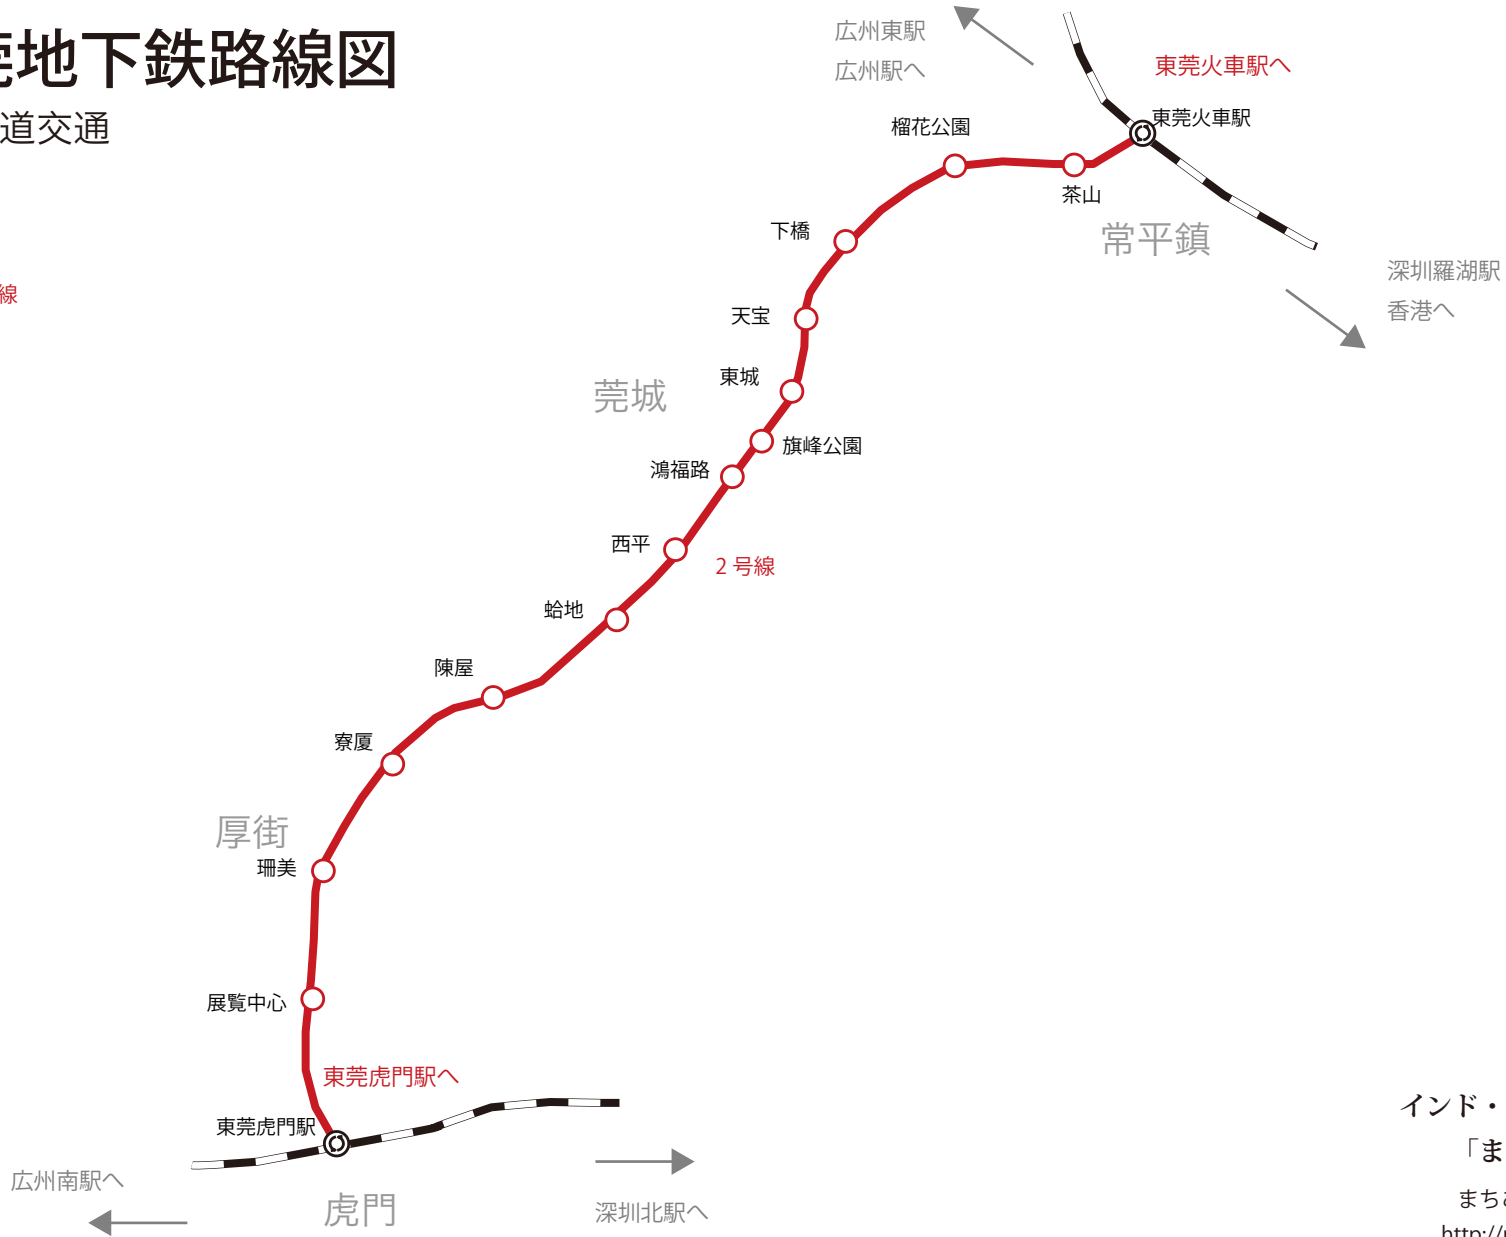 莞地下鉄路線図
道交通
広州東駅
広州駅へ
東莞火車駅へ
東莞火車駅
榴花公園
茶山
常平鎮
下橋
深圳羅湖駅
香港へ
線
天宝
東城
莞城
旗峰公園
鴻福路
西平
2 号線
蛤地
陳屋
寮厦
厚街
珊美
展覧中心
東莞虎門駅へ
東莞虎門駅
広州南駅へ
虎門
深圳北駅へ
インド・
「ま
まち
http://